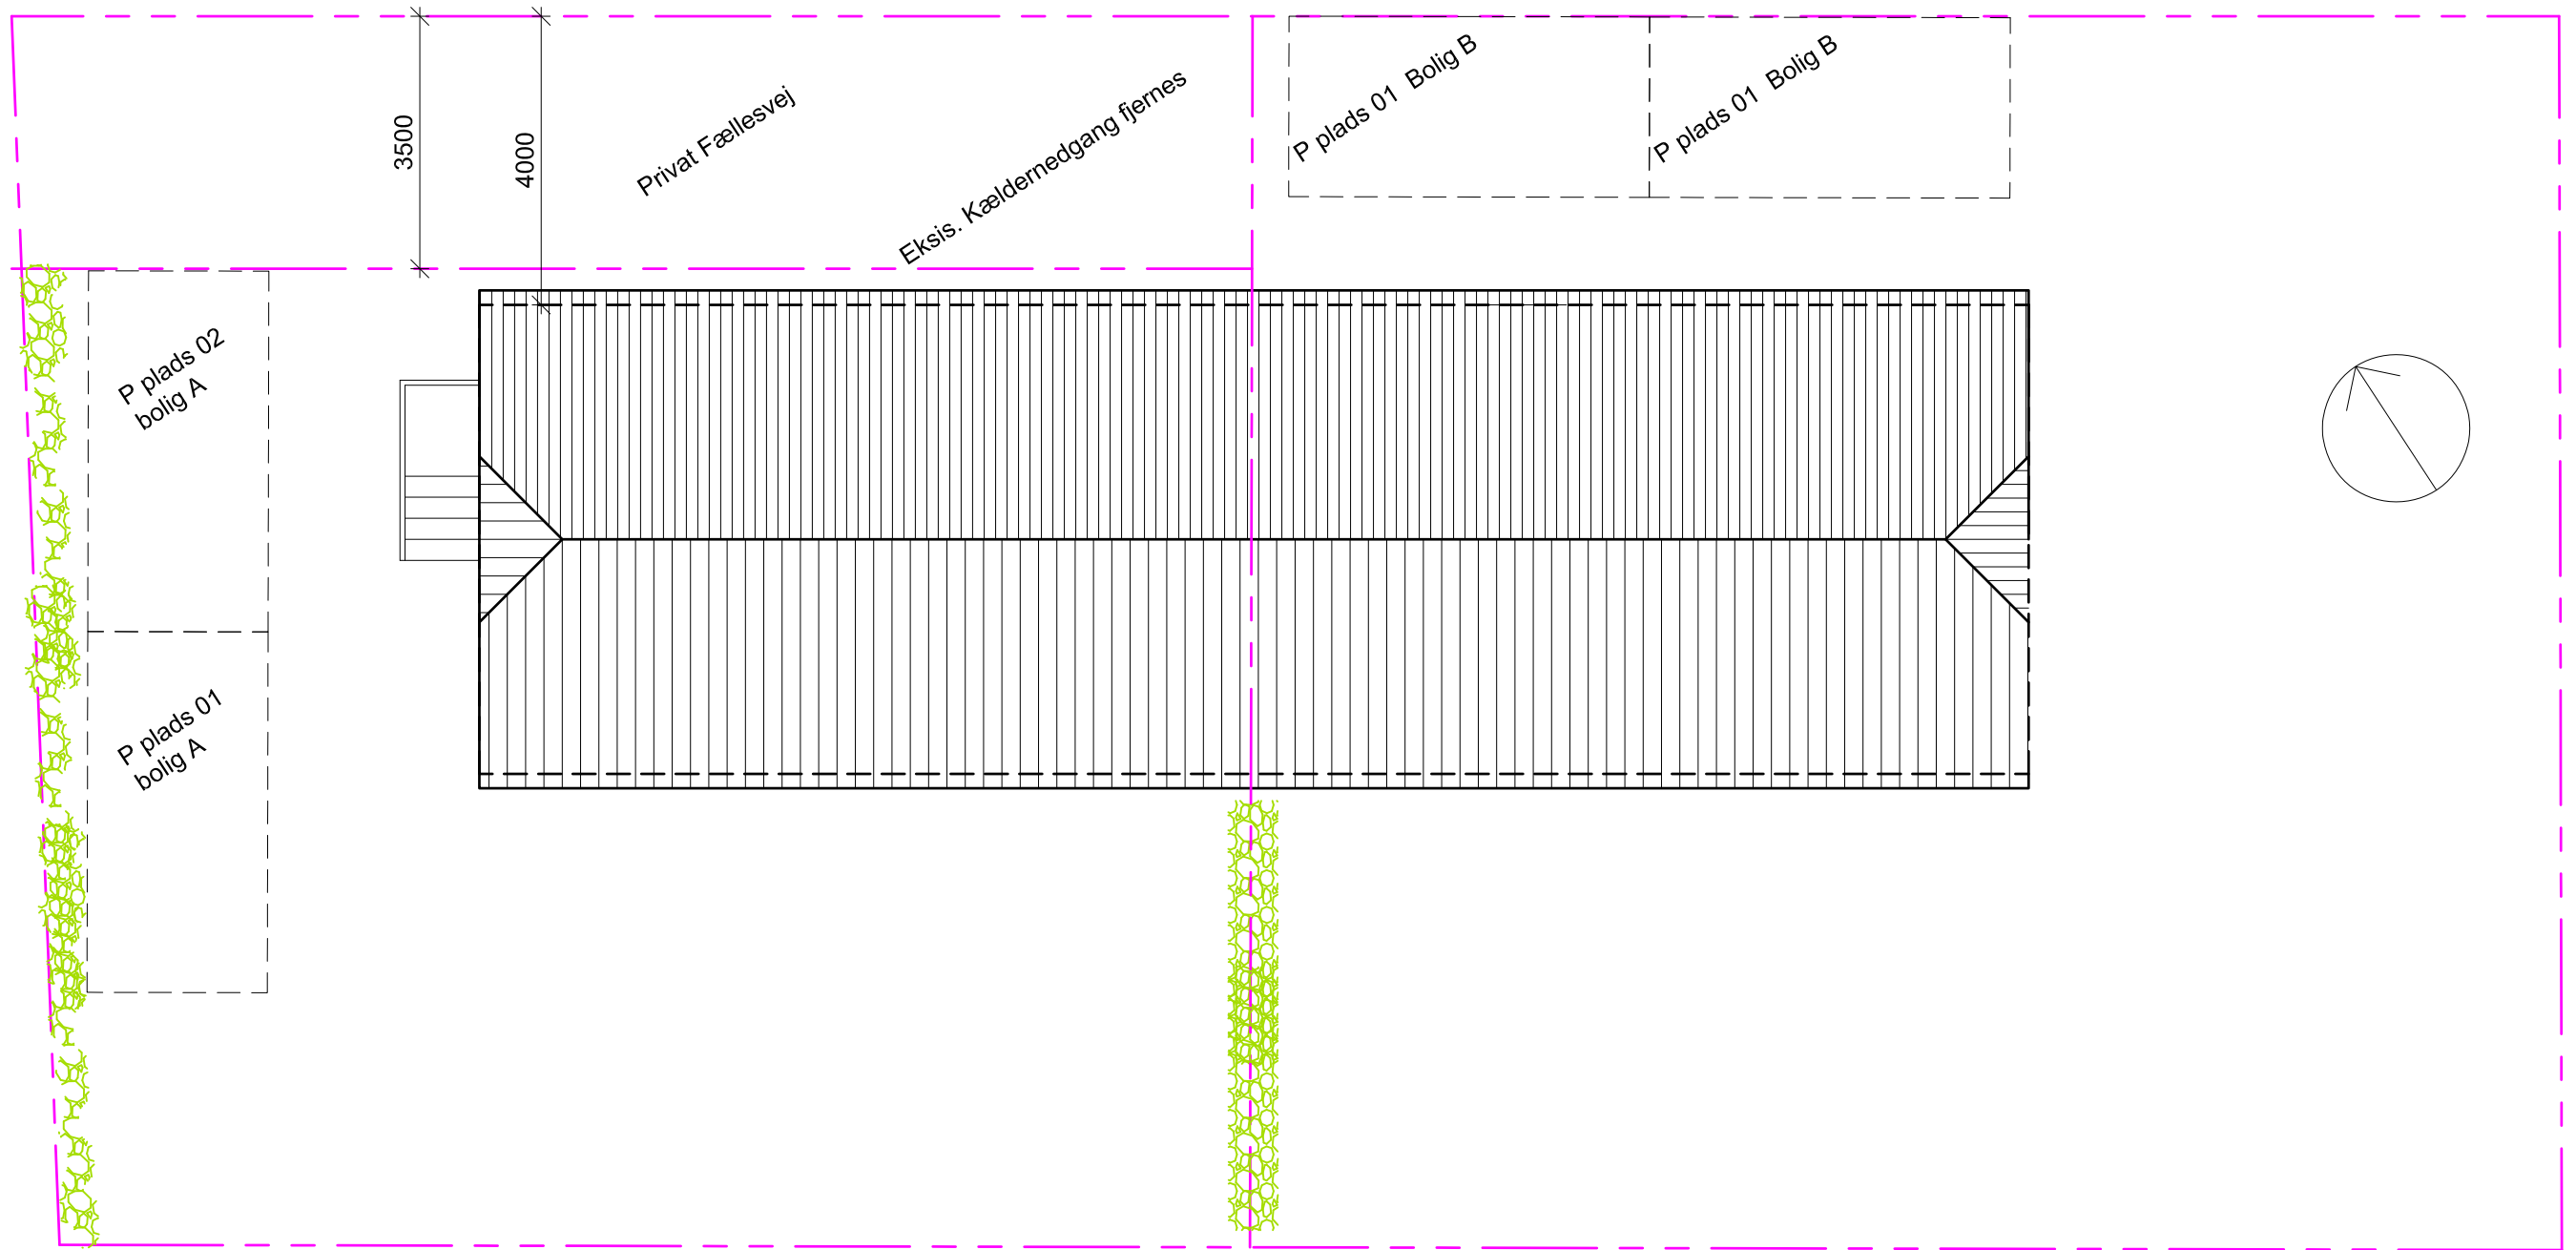 3500
4000
Privat Fællesvej
Eksis. Kældernedgang fjernes
P plads 01  Bolig B
P plads 01  Bolig B
P plads 02
bolig A
P plads 01
bolig A